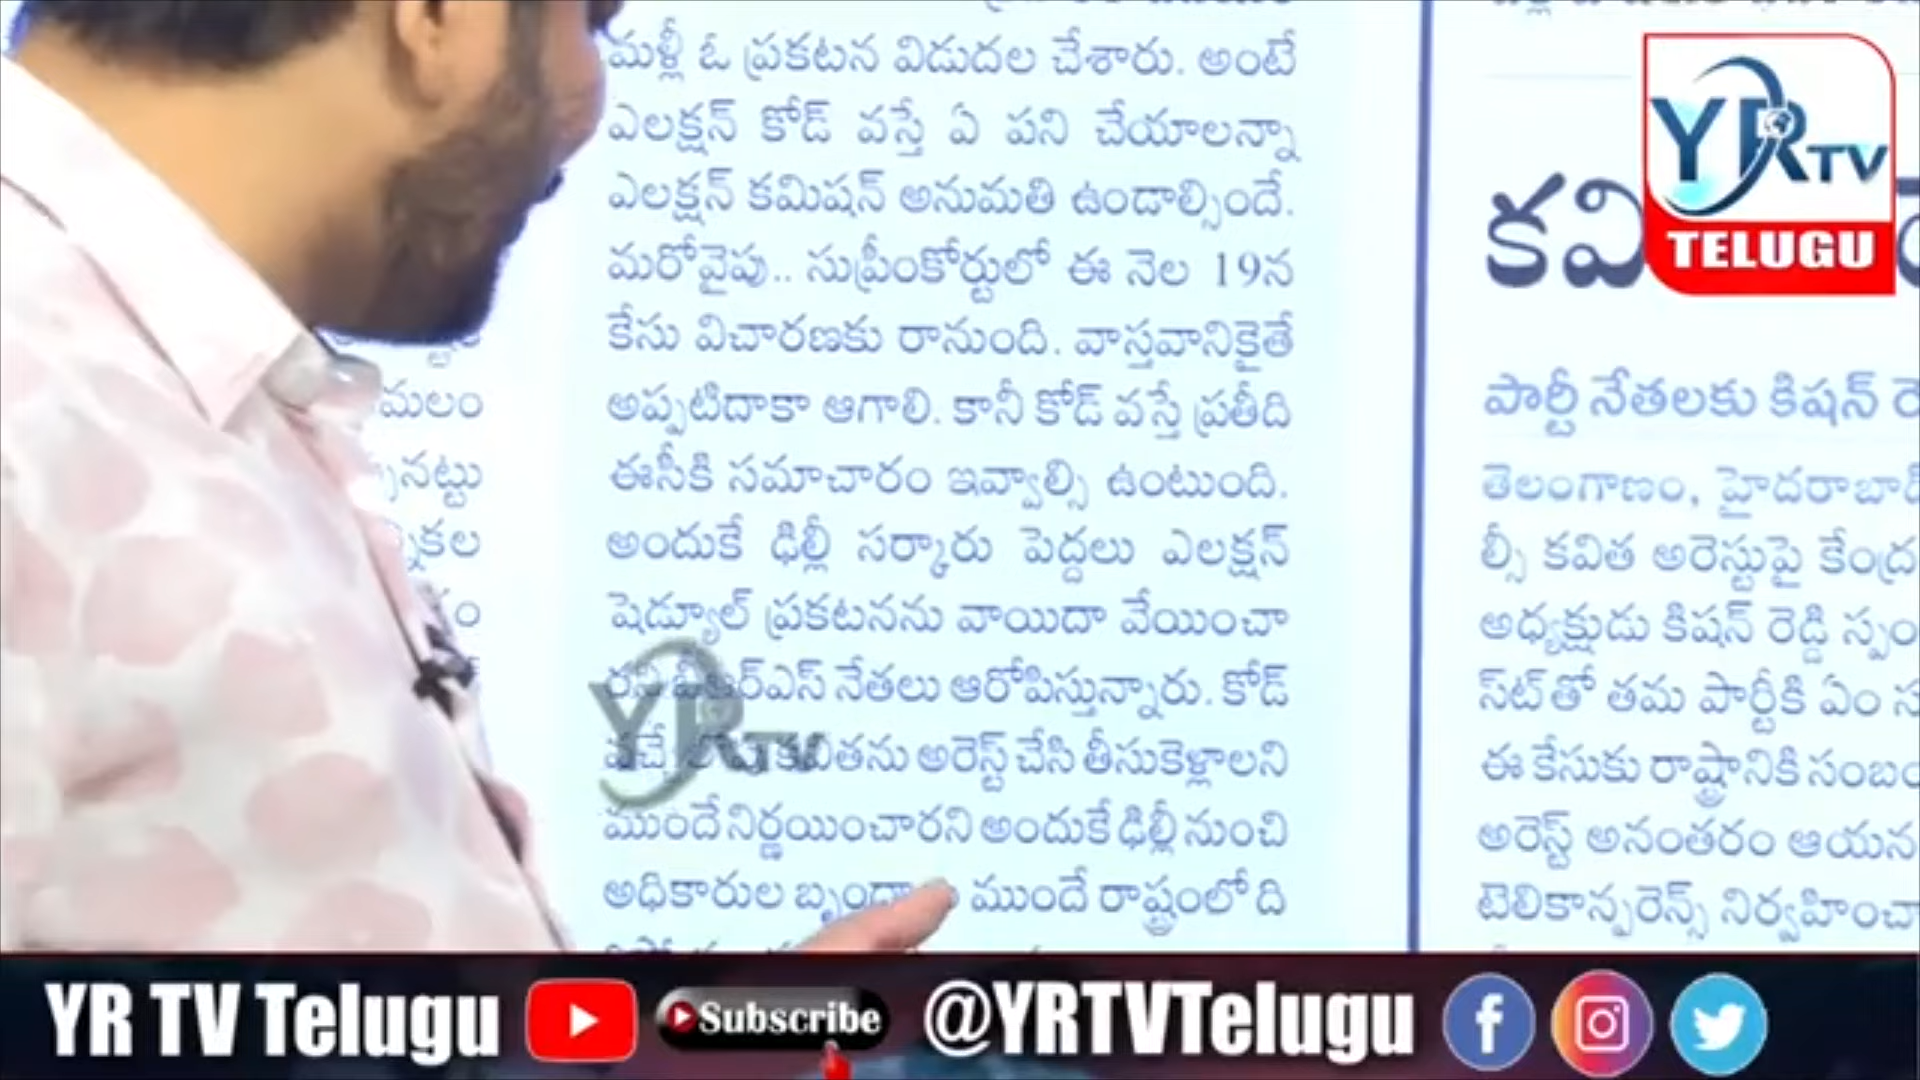 మళ్లీ ఓ ప్రకటన విడుదల చేశారు. అంటే
ఎలక్షన్ కోడ్ వస్తే ఏ పని చేయాలన్నా
ఎలక్షన్ కమిషన్ అనుమతి ఉండాల్సిందే.
మరోవైపు.. సుప్రీంకోర్టులో ఈ నెల 19న
కేసు విచారణకు రానుంది. వాస్తవానికైతే
అప్పటిదాకా ఆగాలి. కానీ కోడ్ వస్తే ప్రతీది
ఈసీకి సమాచారం ఇవ్వాల్సి ఉంటుంది.
అందుకే ఢిల్లీ సర్కారు పెద్దలు ఎలక్షన్
షెడ్యూల్ ప్రకటనను వాయిదా వేయించా
నేతలు ఆరోపిస్తున్నారు. కోడ్
అరెస్ట్ చేసి తీసుకెళ్లాలని
ముందే నిర్ణయించారని అందుకే ఢిల్లీ నుంచి
అధికారుల ముందే రాష్ట్రంలో ది
మలం
నట్టు
కల
కవి
పార్టీ నేతలకు కిషన్ రె
తెలంగాణం, హైదరాబాద్
ల్సీ కవిత అరెస్టుపై కేంద్ర
అధ్యక్షుడు కిషన్ రెడ్డి స్పం
స్ట్‌తో తమ పార్టీకి ఏం స
ఈ కేసుకు రాష్ట్రానికి సంబం
అరెస్ట్ అనంతరం ఆయన
టెలికాన్ఫరెన్స్ నిర్వహించా
YR TV
TELUGU
YR TV
YR TV Telugu Subscribe @YRTVTelugu